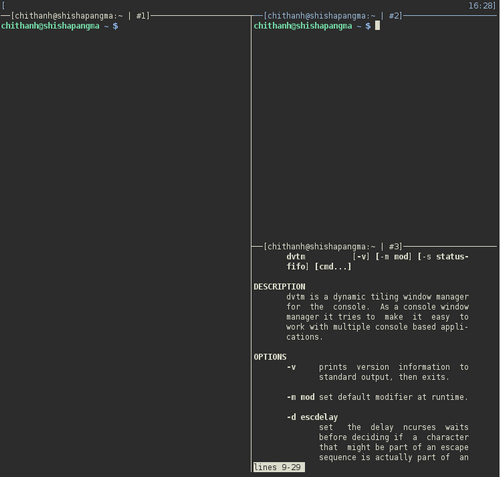 [ 16:28]
[chithanh@shishapangma:~ | #1]
chithanh@shishapangma ~ $
[chithanh@shishapangma:~ | #2]
chithanh@shishapangma ~ $
[chithanh@shishapangma:~ | #3]
dvtm [-v] [-m mod] [-s status-
fifo] [cmd...]
DESCRIPTION
dvtm is a dynamic tiling window manager
for the console. As a console window
manager it tries to make it easy to
work with multiple console based appli-
cations.
OPTIONS
-v prints version information to
standard output, then exits.
-m mod set default modifier at runtime.
-d escdelay
set the delay ncurses waits
before deciding if a character
that might be part of an escape
sequence is actually part of an
lines 9-29